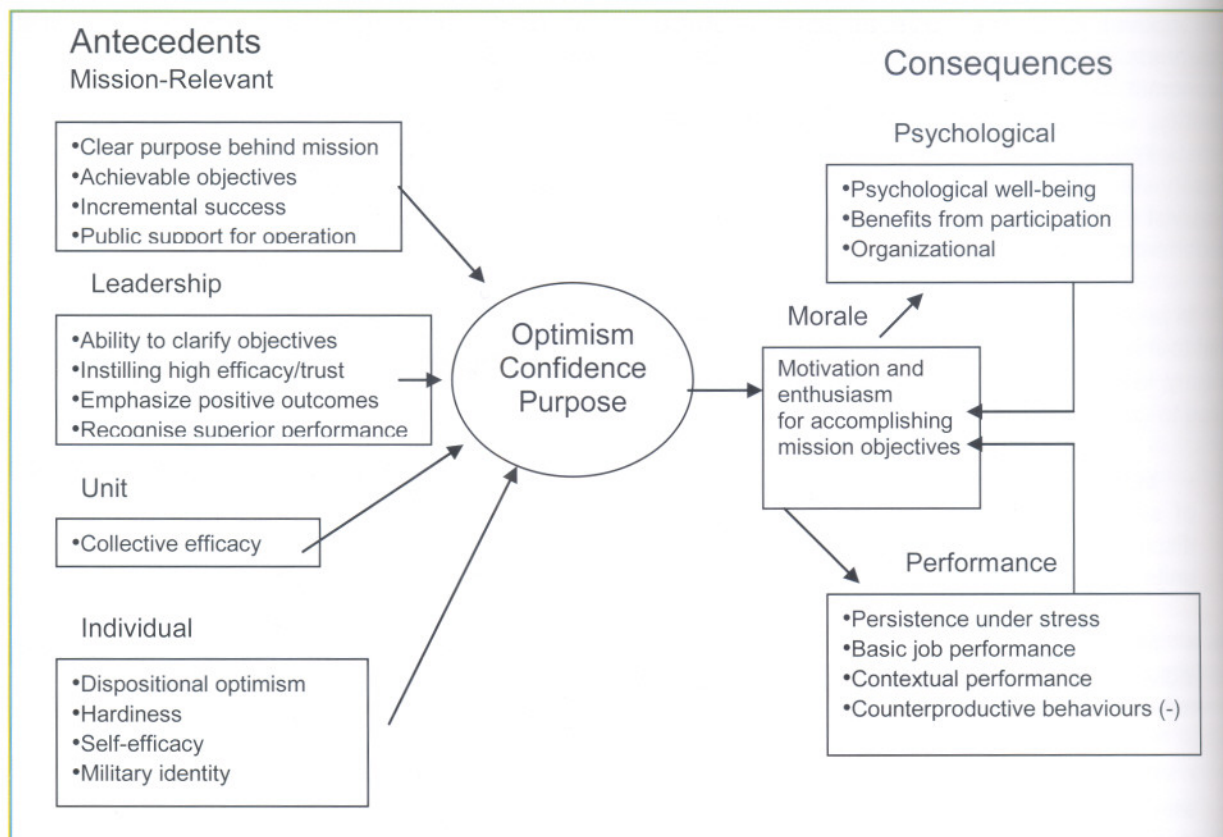 Antecedents
Mission-Relevant
•Clear purpose behind mission
•Achievable objectives
•Incremental success
•Public support for operation
Leadership
•Ability to clarify objectives
•Instilling high efficacy/trust
•Emphasize positive outcomes
•Recognise superior performance
Unit
•Collective efficacy
Individual
•Dispositional optimism
•Hardiness
•Self-efficacy
•Military identity
Optimism
Confidence
Purpose
Morale
Motivation and
enthusiasm
for accomplishing
mission objectives
Consequences
Psychological
•Psychological well-being
•Benefits from participation
•Organizational
Performance
•Persistence under stress
•Basic job performance
•Contextual performance
•Counterproductive behaviours (-)